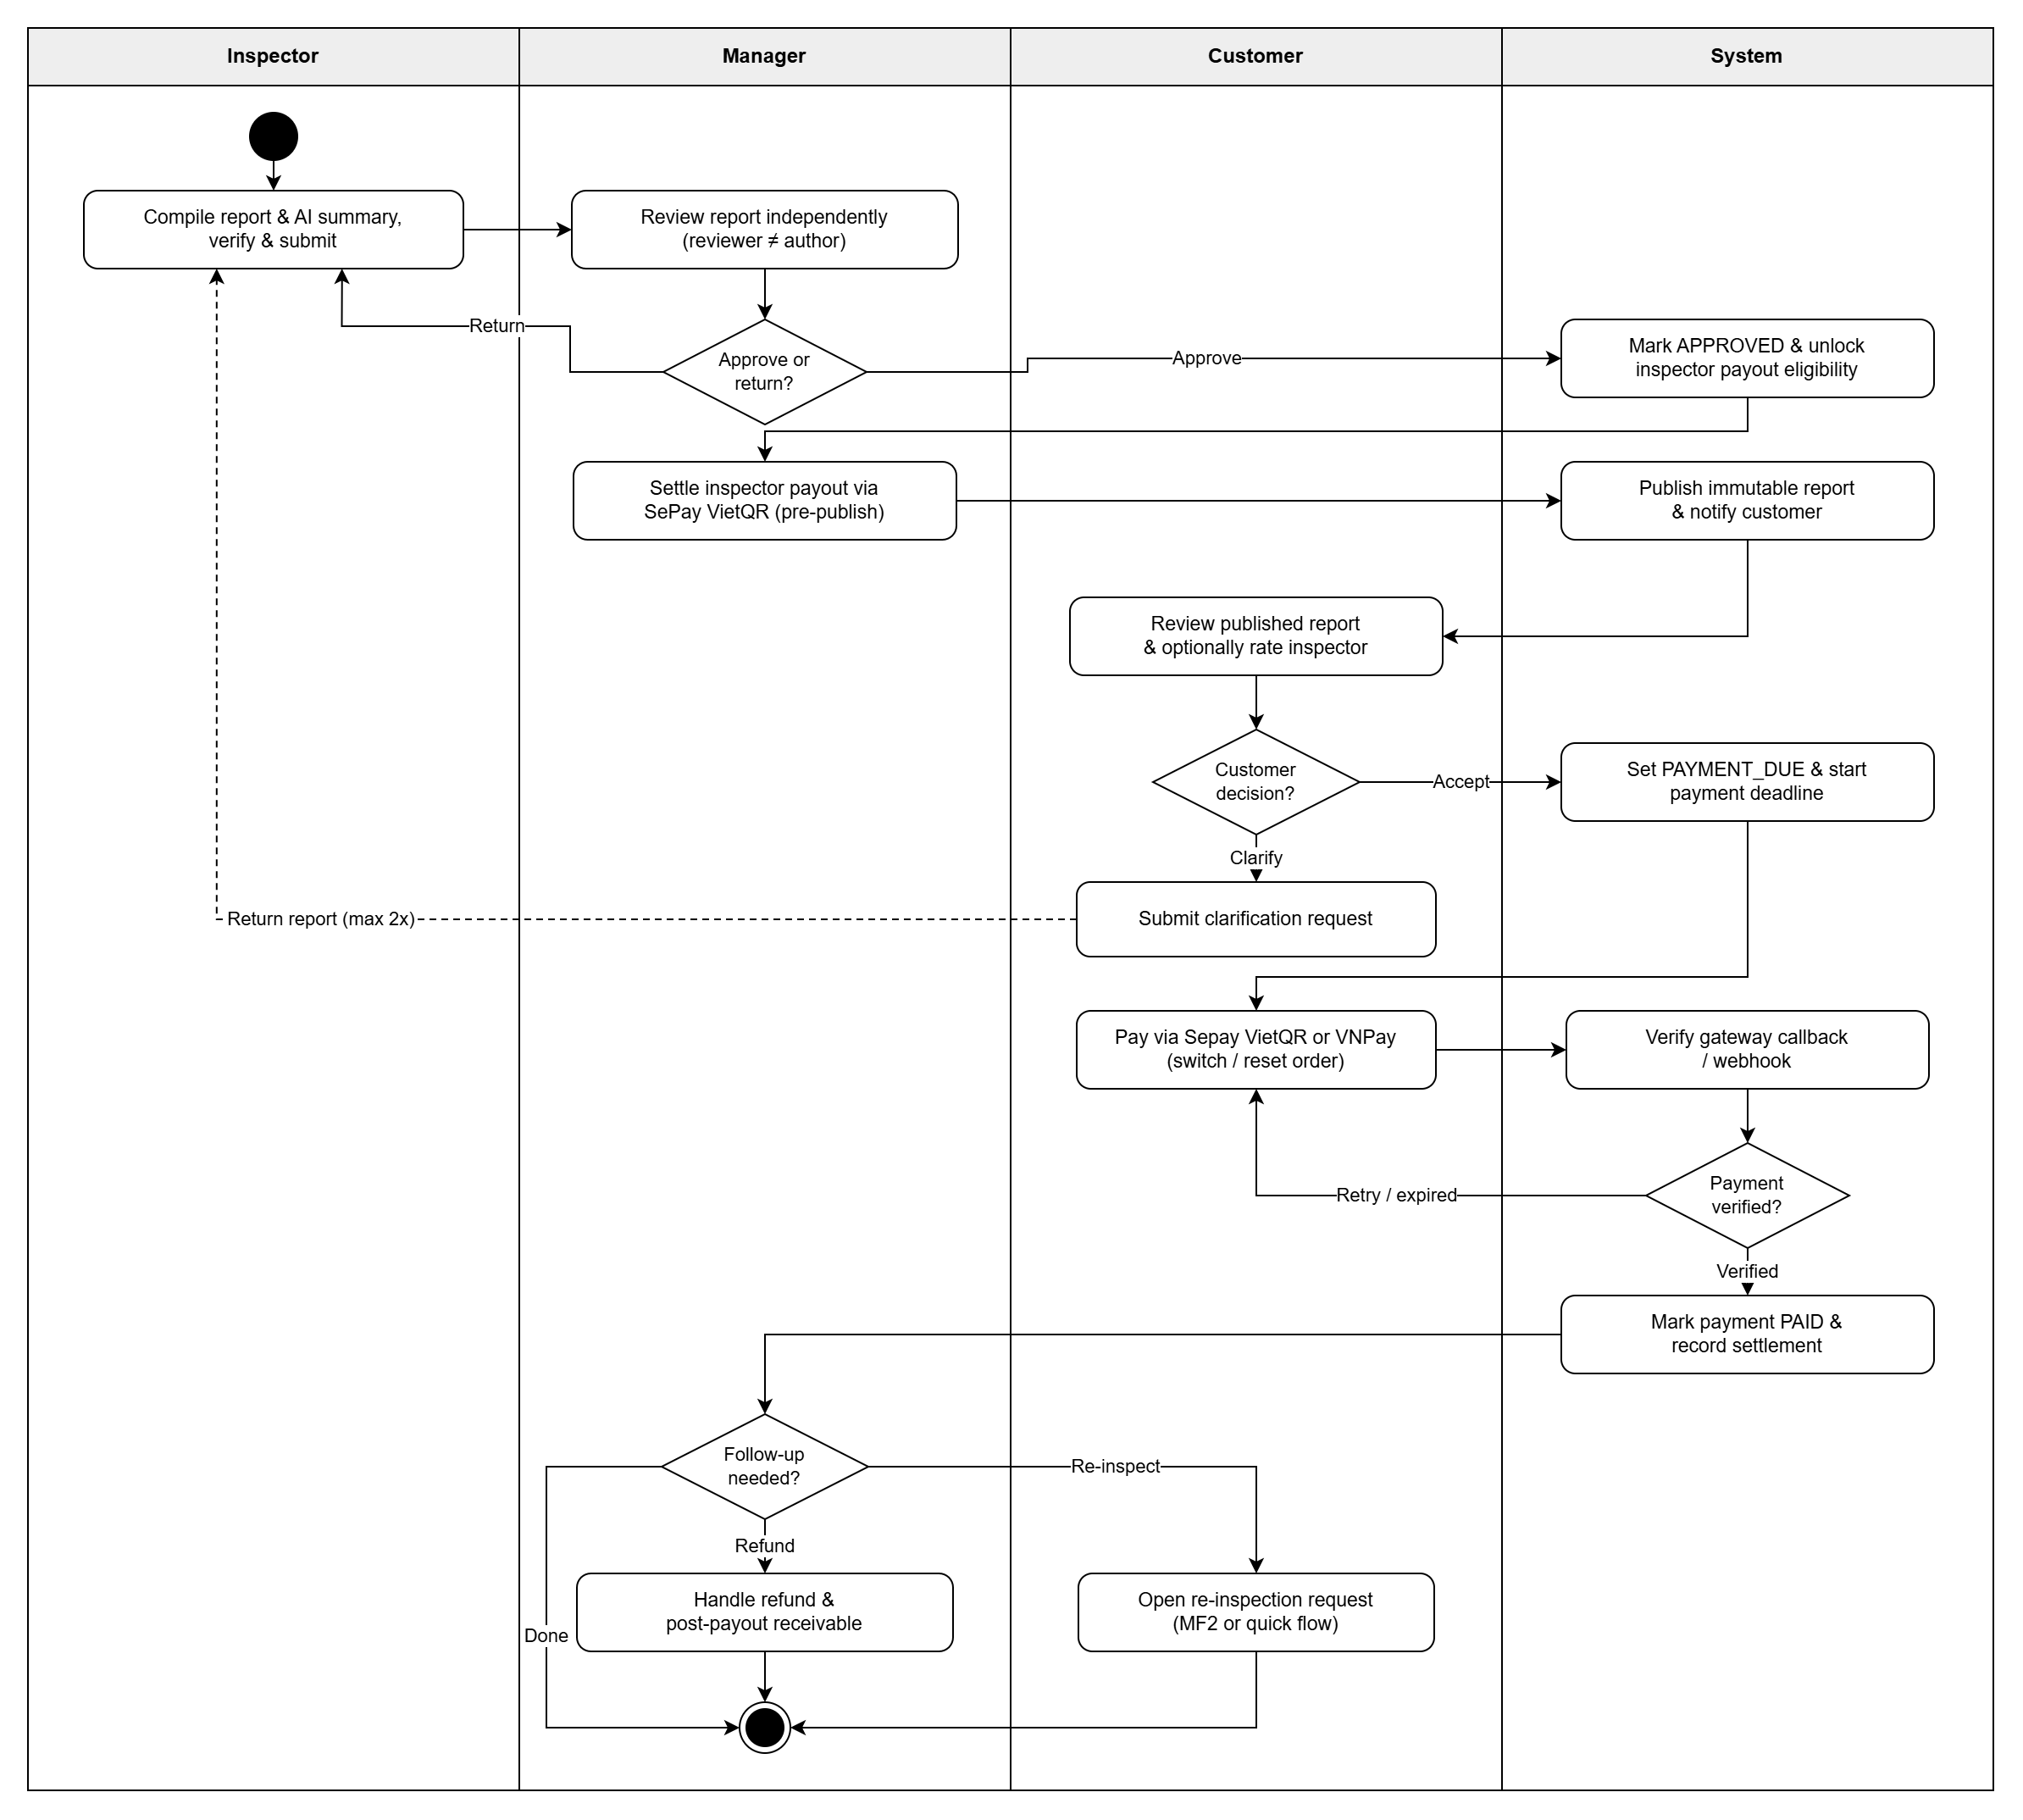 Inspector
Manager
Customer
System
Compile report & AI summary,
verify & submit
Review report independently
(reviewer ≠ author)
Return
Approve or
return?
Approve
Mark APPROVED & unlock
inspector payout eligibility
Settle inspector payout via
SePay VietQR (pre-publish)
Publish immutable report
& notify customer
Review published report
& optionally rate inspector
Customer
decision?
Accept
Set PAYMENT_DUE & start
payment deadline
Clarify
Return report (max 2x)
Submit clarification request
Pay via Sepay VietQR or VNPay
(switch / reset order)
Verify gateway callback
/ webhook
Retry / expired
Payment
verified?
Verified
Mark payment PAID &
record settlement
Follow-up
needed?
Re-inspect
Refund
Handle refund &
post-payout receivable
Open re-inspection request
(MF2 or quick flow)
Done